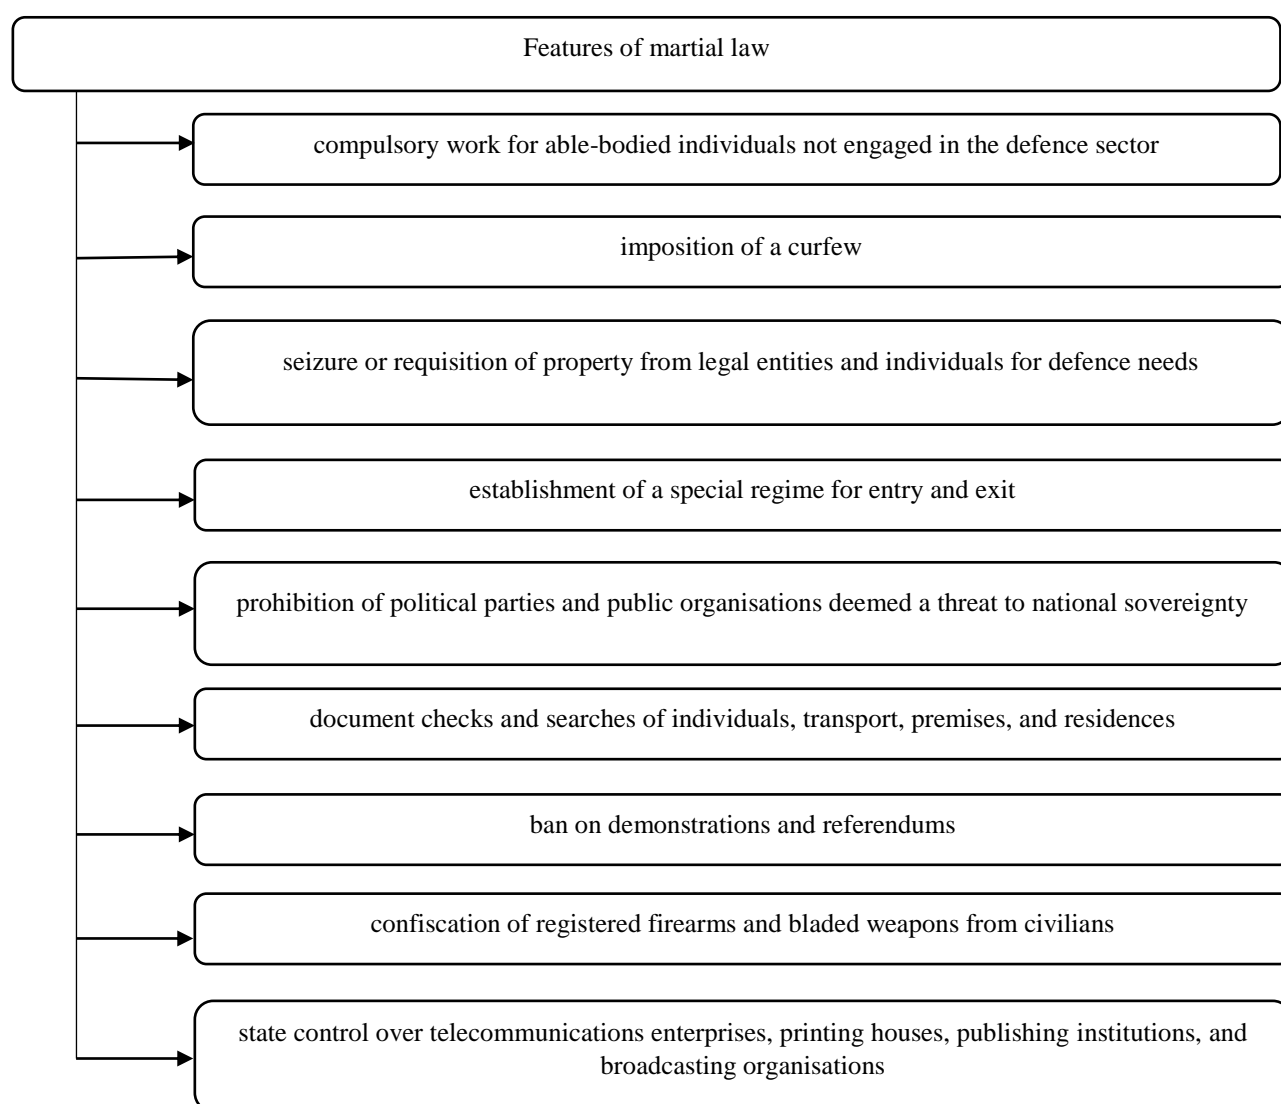 Features of martial law
compulsory work for able-bodied individuals not engaged in the defence sector
imposition of a curfew
seizure or requisition of property from legal entities and individuals for defence needs
establishment of a special regime for entry and exit
prohibition of political parties and public organisations deemed a threat to national sovereignty
document checks and searches of individuals, transport, premises, and residences
ban on demonstrations and referendums
confiscation of registered firearms and bladed weapons from civilians
state control over telecommunications enterprises, printing houses, publishing institutions, and
broadcasting organisations